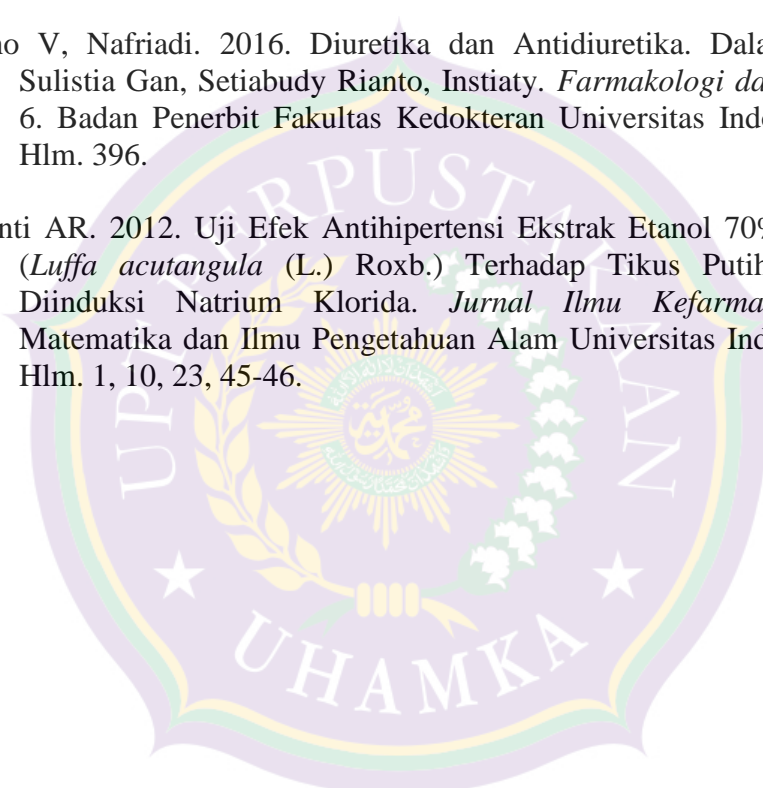 no V, Nafriadi. 2016. Diuretika dan Antidiuretika. Dala
Sulistia Gan, Setiabudy Rianto, Instiaty. Farmakologi da
6. Badan Penerbit Fakultas Kedokteran Universitas Indo
Hlm. 396.
nti AR. 2012. Uji Efek Antihipertensi Ekstrak Etanol 70%
(Luffa acutangula (L.) Roxb.) Terhadap Tikus Putih
Diinduksi Natrium Klorida. Jurnal Ilmu Kefarma
Matematika dan Ilmu Pengetahuan Alam Universitas Ind
Hlm. 1, 10, 23, 45-46.
UPT PERPUSTAKAAN
UHAMKA